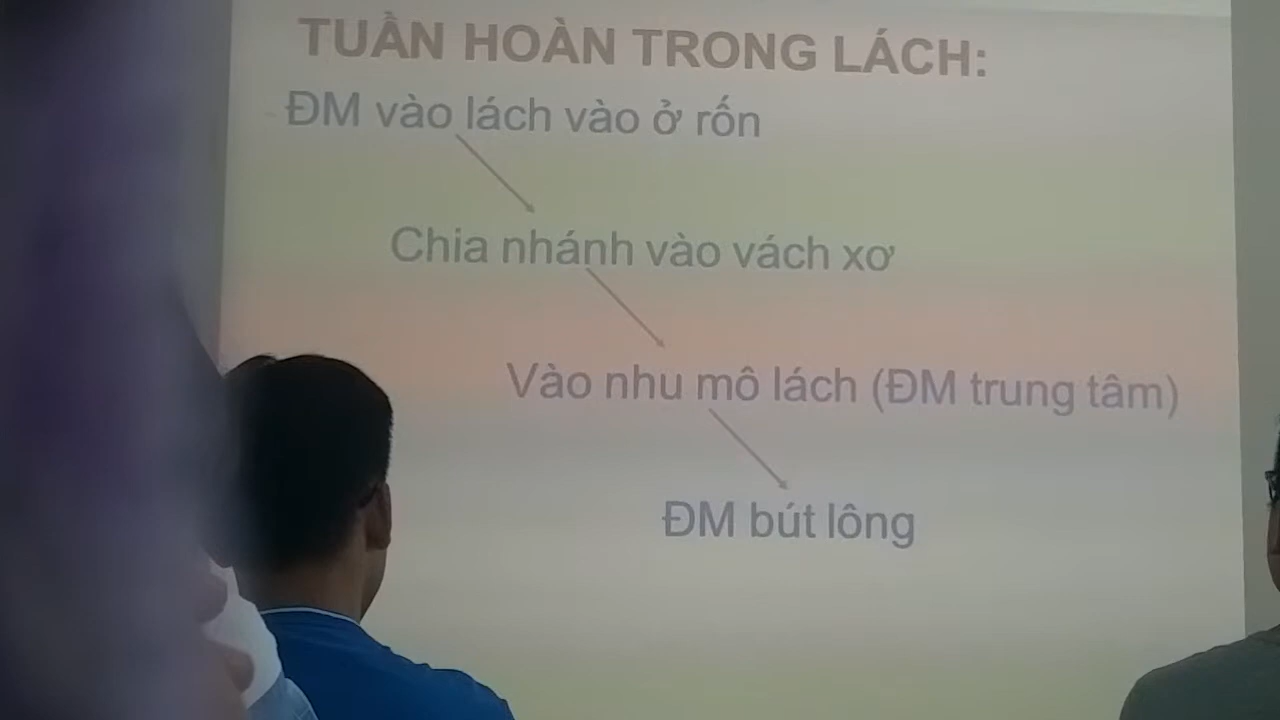 TUẦN HOÀN TRONG LÁCH:
ĐM vào lách vào ở rốn
Chia nhánh vào vách xơ
Vào nhu mô lách (ĐM trung tâm)
ĐM bút lông